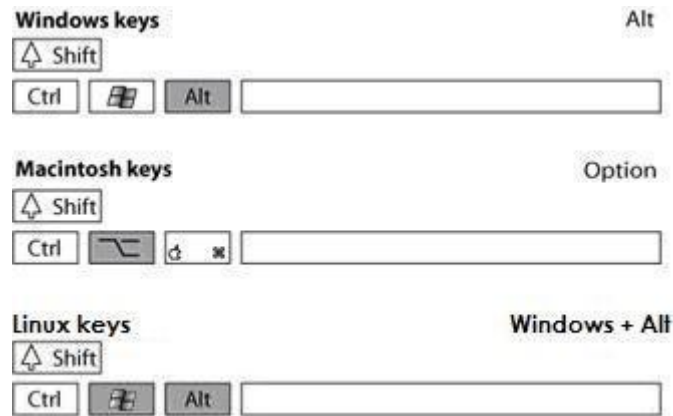 Windows keys Alt
Shift
Ctrl Alt
Macintosh keys Option
Shift
Ctrl ⌥ ⌘
Linux keys Windows + Alt
Shift
Ctrl Alt